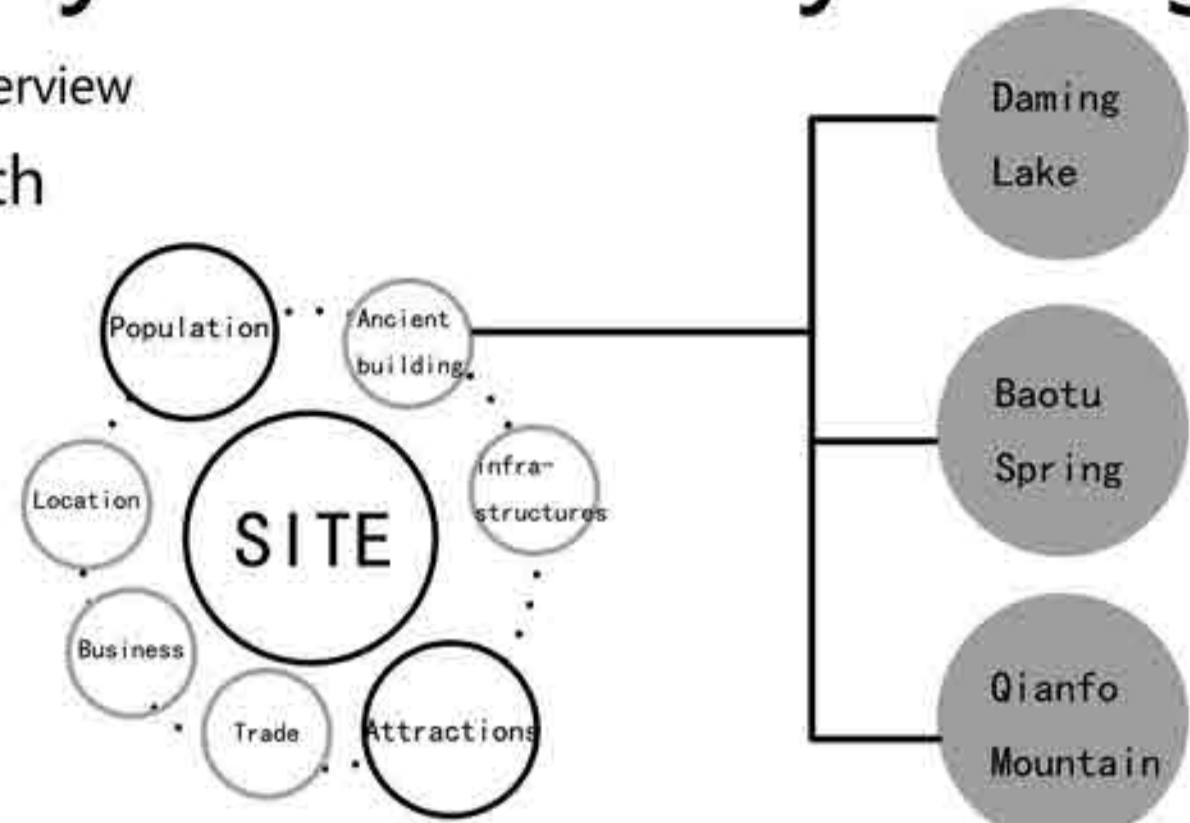 erview
th
Population
Ancient
building
infra-
structures
Location
SITE
Business
Trade
Attractions
Daming
Lake
Baotu
Spring
Qianfo
Mountain